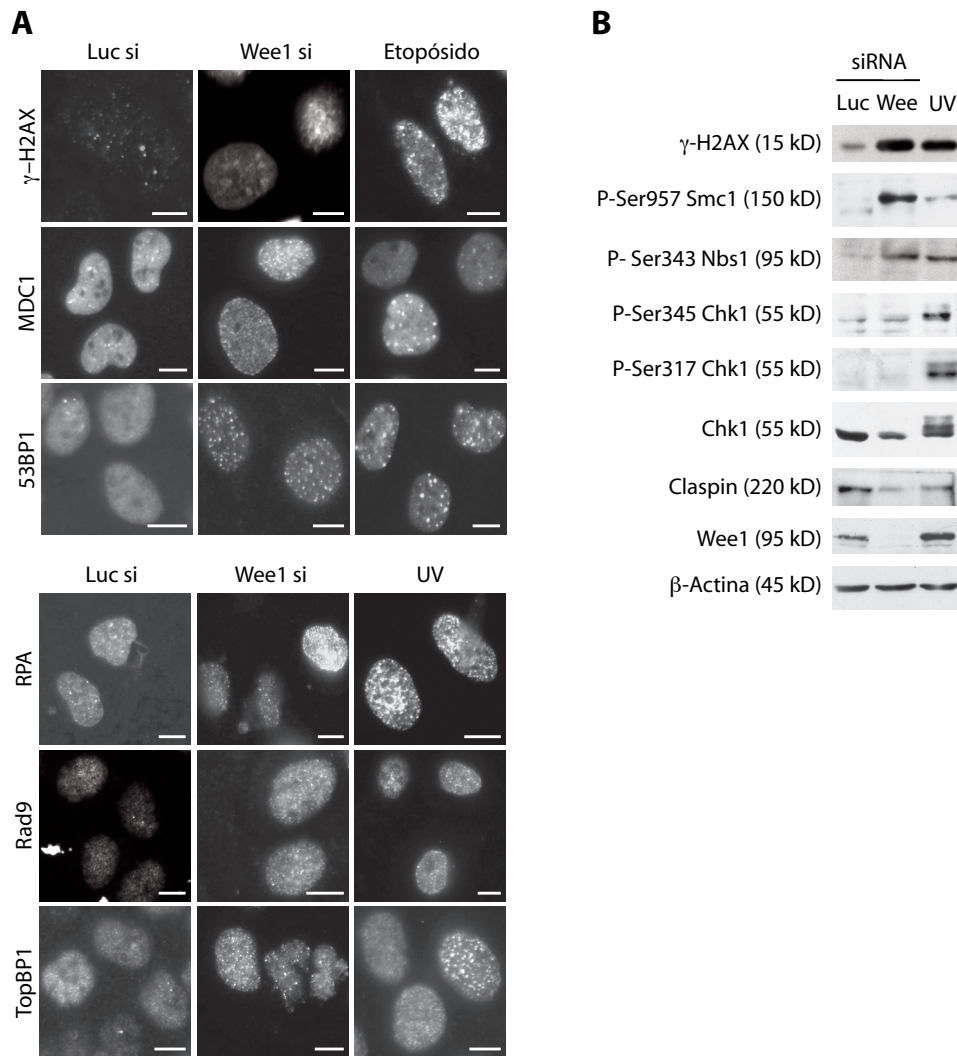 A
Luc si Wee1 si Etopósido
γ–H2AX
MDC1
53BP1
Luc si Wee1 si UV
RPA
Rad9
TopBP1
B
siRNA
Luc Wee UV
γ-H2AX (15 kD)
P-Ser957 Smc1 (150 kD)
P- Ser343 Nbs1 (95 kD)
P-Ser345 Chk1 (55 kD)
P-Ser317 Chk1 (55 kD)
Chk1 (55 kD)
Claspin (220 kD)
Wee1 (95 kD)
β-Actina (45 kD)